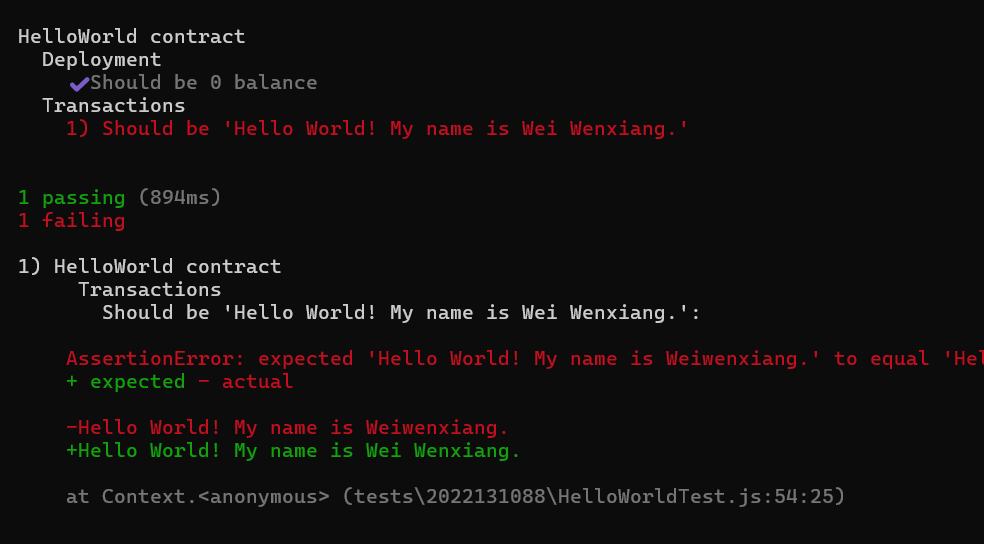 HelloWorld contract
Deployment
✔Should be 0 balance
Transactions
1) Should be 'Hello World! My name is Wei Wenxiang.'
1 passing (894ms)
1 failing
1) HelloWorld contract
Transactions
Should be 'Hello World! My name is Wei Wenxiang.':
AssertionError: expected 'Hello World! My name is Weiwenxiang.' to equal 'Hel
+ expected - actual
-Hello World! My name is Weiwenxiang.
+Hello World! My name is Wei Wenxiang.
at Context.<anonymous> (tests\2022131088\HelloWorldTest.js:54:25)